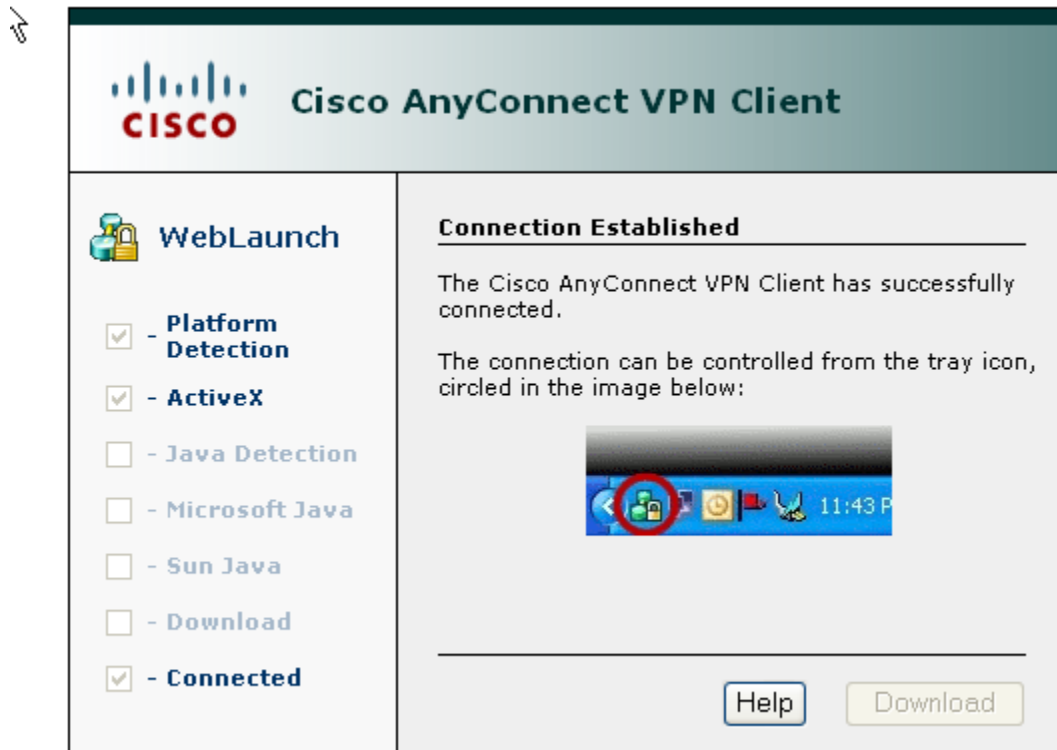 CISCO
Cisco AnyConnect VPN Client
WebLaunch
- Platform
Detection
- ActiveX
- Java Detection
- Microsoft Java
- Sun Java
- Download
- Connected
Connection Established
The Cisco AnyConnect VPN Client has successfully
connected.
The connection can be controlled from the tray icon,
circled in the image below:
11:43 P
Help
Download